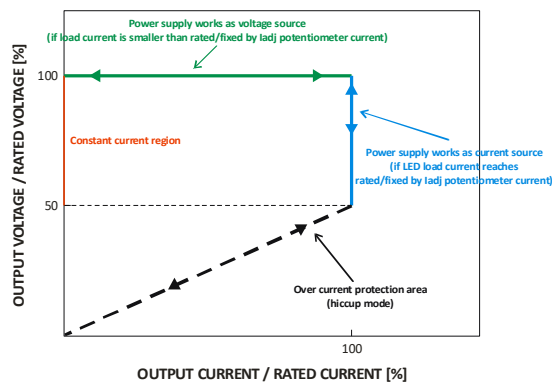 Power supply works as voltage source
(if load current is smaller than rated/fixed by Iadj potentiometer current)
OUTPUT VOLTAGE / RATED VOLTAGE [%]
100
Constant current region
Power supply works as current source
(if LED load current reaches
rated/fixed by Iadj potentiometer current)
50
Over current protection area
(hiccup mode)
100
OUTPUT CURRENT / RATED CURRENT [%]